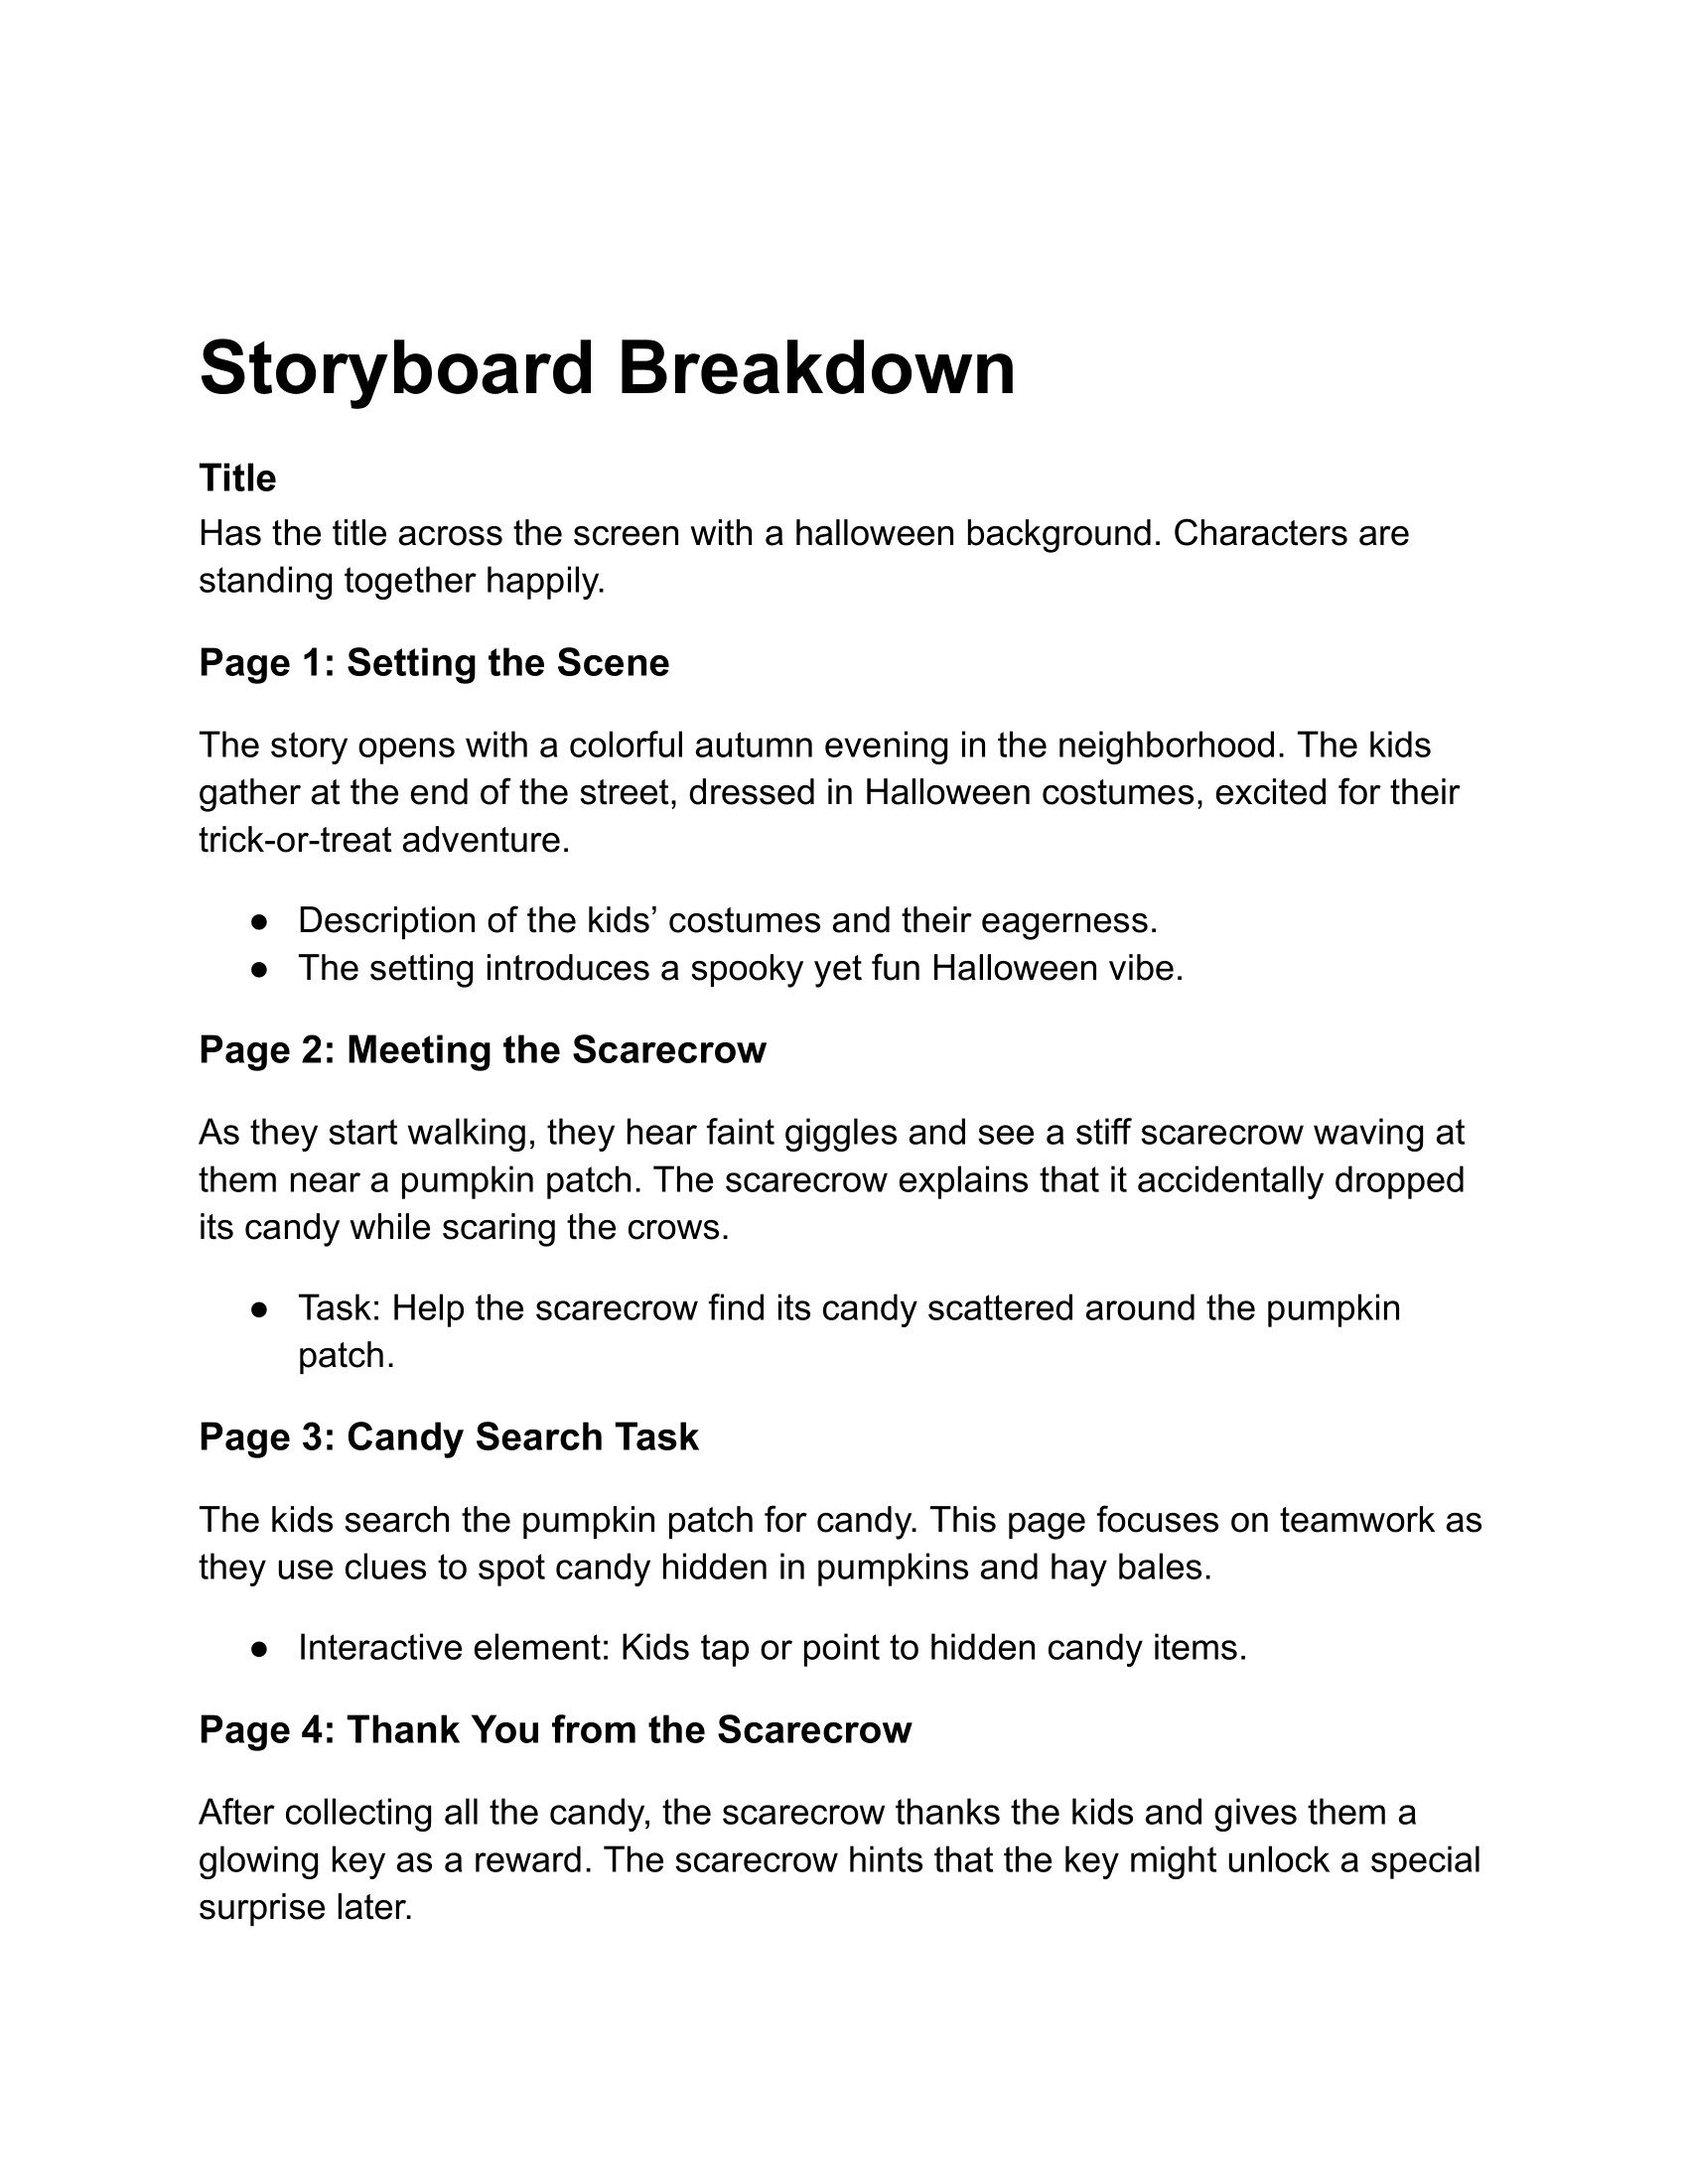 Storyboard Breakdown
Title
Has the title across the screen with a halloween background. Characters are
standing together happily.
Page 1: Setting the Scene
The story opens with a colorful autumn evening in the neighborhood. The kids
gather at the end of the street, dressed in Halloween costumes, excited for their
trick-or-treat adventure.
● Description of the kids’ costumes and their eagerness.
● The setting introduces a spooky yet fun Halloween vibe.
Page 2: Meeting the Scarecrow
As they start walking, they hear faint giggles and see a stiff scarecrow waving at
them near a pumpkin patch. The scarecrow explains that it accidentally dropped
its candy while scaring the crows.
● Task: Help the scarecrow find its candy scattered around the pumpkin
patch.
Page 3: Candy Search Task
The kids search the pumpkin patch for candy. This page focuses on teamwork as
they use clues to spot candy hidden in pumpkins and hay bales.
● Interactive element: Kids tap or point to hidden candy items.
Page 4: Thank You from the Scarecrow
After collecting all the candy, the scarecrow thanks the kids and gives them a
glowing key as a reward. The scarecrow hints that the key might unlock a special
surprise later.